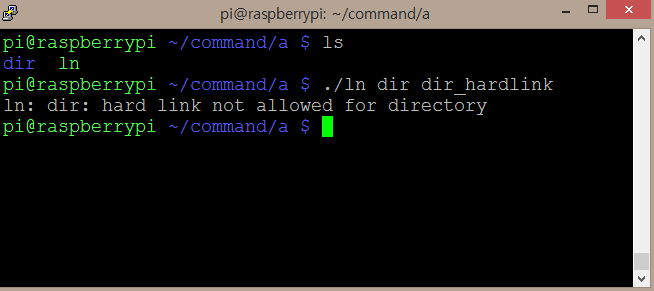 pi@raspberrypi: ~/command/a
pi@raspberrypi ~/command/a $ ls
dir  ln
pi@raspberrypi ~/command/a $ ./ln dir dir_hardlink
ln: dir: hard link not allowed for directory
pi@raspberrypi ~/command/a $